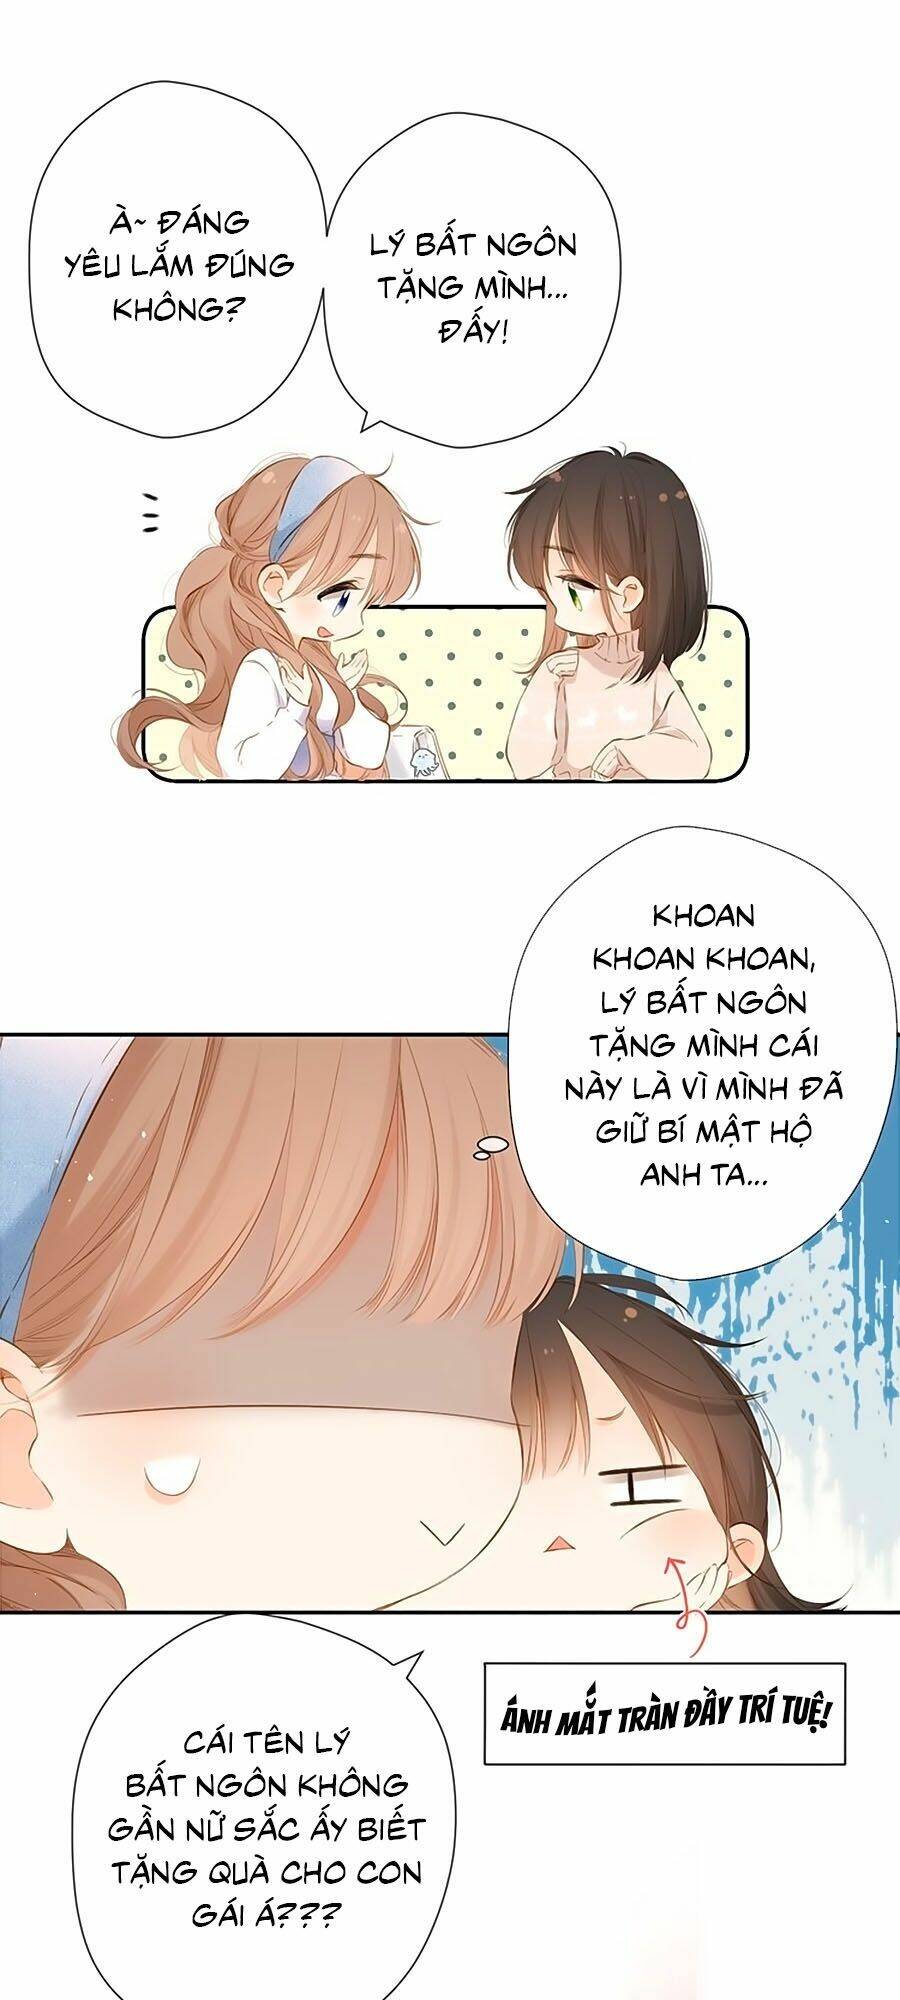 À~ ĐÁNG
YÊU LẮM ĐÚNG
KHÔNG?
LÝ BẤT NGÔN
TẶNG MÌNH...
ĐẤY!
KHOAN
KHOAN KHOAN,
LÝ BẤT NGÔN
TẶNG MÌNH CÁI
NÀY LÀ VÌ MÌNH ĐÃ
GIỮ BÍ MẬT HỘ
ANH TA...
ÁNH MẮT TRÀN ĐẦY TRÍ TUỆ!
CÁI TÊN LÝ
BẤT NGÔN KHÔNG
GẦN NỮ SẮC ẤY BIẾT
TẶNG QUÀ CHO CON
GÁI Á???